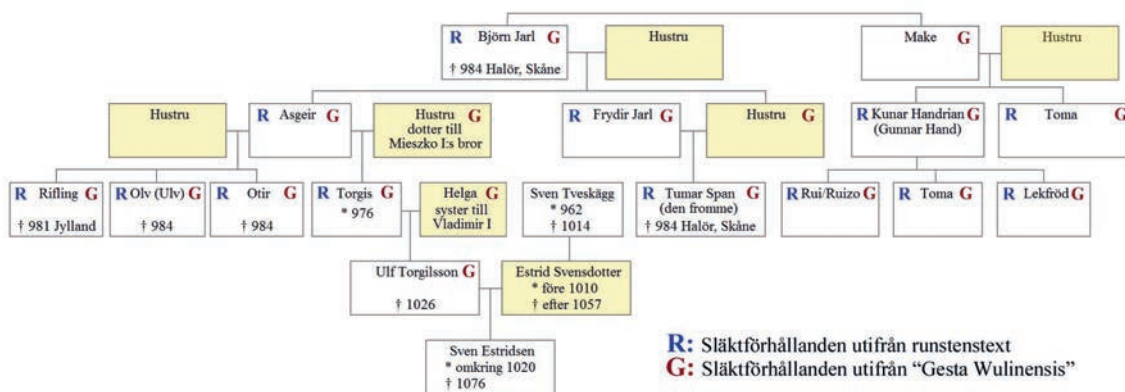 R Björn Jarl G
† 984 Halör, Skåne
Hustru
Make G
Hustru
Hustru
R Asgeir G
Hustru G
dotter till
Mieszko I:s bror
R Frydir Jarl G
Hustru G
R Kunar Handrian G
(Gunnar Hand)
R Toma G
R Rifling G
† 981 Jylland
R Olv (Ulv) G
† 984
R Otir G
† 984
R Torgis G
* 976
Helga G
syster till
Vladimir I
Sven Tveskägg
* 962
† 1014
R Tumar Span G
(den fromme)
† 984 Halör, Skåne
R Rui/Ruizo G
R Toma G
R Lekfröd G
Ulf Torgilsson G
† 1026
Estrid Svensdotter
* före 1010
† efter 1057
Sven Estridsen
* omkring 1020
† 1076
R: Släktförhållanden utifrån runstenstext
G: Släktförhållanden utifrån “Gesta Wulinensis”